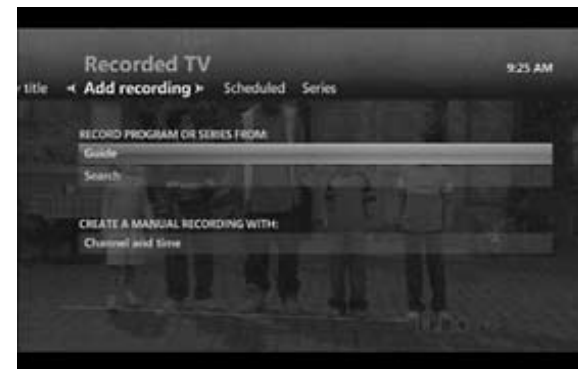 Recorded TV
9:25 AM
title ◄ Add recording ► Scheduled Series
RECORD PROGRAM OR SERIES FROM:
Guide
Search
CREATE A MANUAL RECORDING WITH:
Channel and time